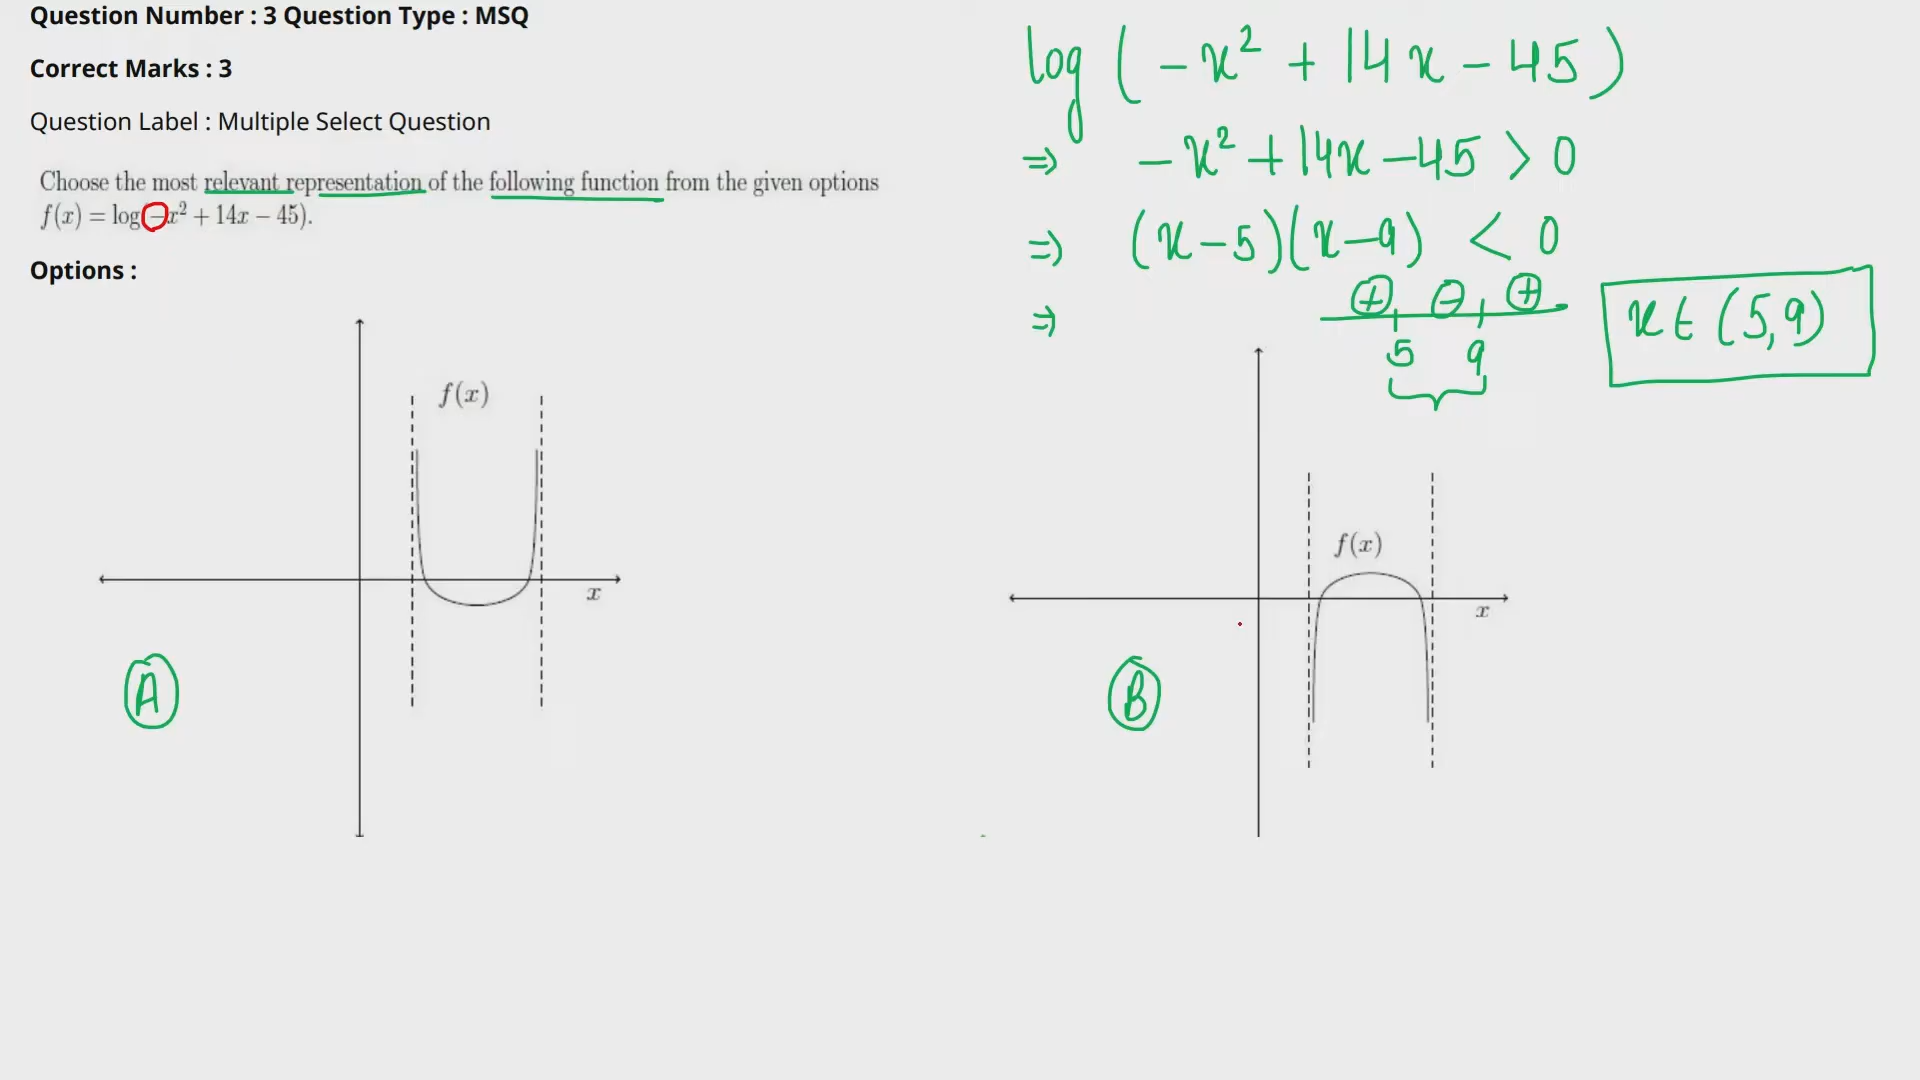 Question Number : 3 Question Type : MSQ
Correct Marks : 3
Question Label : Multiple Select Question
Choose the most relevant representation of the following function from the given options
f(x) = log(−x² + 14x − 45).
Options :
log (−x² + 14x − 45)
⇒ −x² + 14x − 45 > 0
⇒ (x−5)(x−9) < 0
⇒ + − +
5 9
x ∈ (5,9)
f(x)
x
A
f(x)
x
B